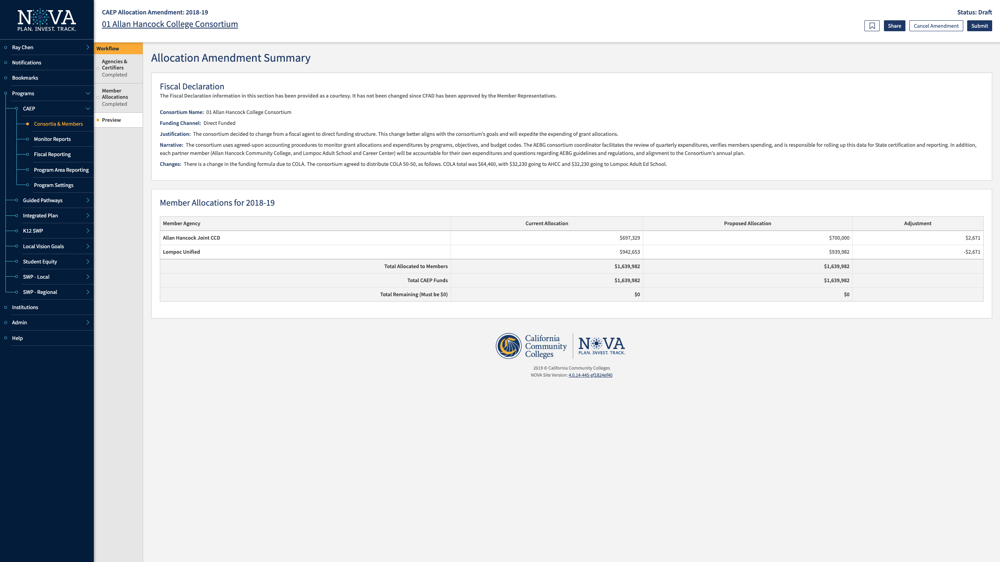 NOVA
PLAN. INVEST. TRACK.
Ray Chen
Notifications
Bookmarks
Programs
CAEP
Consortia & Members
Monitor Reports
Fiscal Reporting
Program Area Reporting
Program Settings
Guided Pathways
Integrated Plan
K12 SWP
Local Vision Goals
Student Equity
SWP - Local
SWP - Regional
Institutions
Admin
Help
CAEP Allocation Amendment: 2018-19
01 Allan Hancock College Consortium
Status: Draft
Share
Cancel Amendment
Submit
Workflow
Agencies &
Certifiers
Completed
Member
Allocations
Completed
Preview
Allocation Amendment Summary
Fiscal Declaration
The Fiscal Declaration information in this section has been provided as a courtesy. It has not been changed since CFAD has been approved by the Member Representatives.
Consortium Name: 01 Allan Hancock College Consortium
Funding Channel: Direct Funded
Justification: The consortium decided to change from a fiscal agent to direct funding structure. This change better aligns with the consortium’s goals and will expedite the expending of grant allocations.
Narrative: The consortium uses agreed-upon accounting procedures to monitor grant allocations and expenditures by programs, objectives, and budget codes. The AEBG consortium coordinator facilitates the review of quarterly expenditures, verifies members spending, and is responsible for rolling up this data for State certification and reporting. In addition,
each partner member (Allan Hancock Community College, and Lompoc Adult School and Career Center) will be accountable for their own expenditures and questions regarding AEBG guidelines and regulations, and alignment to the Consortium's annual plan.
Changes: There is a change in the funding formula due to COLA. The consortium agreed to distribute COLA 50-50, as follows. COLA total was $64,460, with $32,230 going to AHCC and $32,230 going to Lompoc Adult Ed School.
Member Allocations for 2018-19
Member Agency Current Allocation Proposed Allocation Adjustment
Allan Hancock Joint CCD $697,329 $700,000 $2,671
Lompoc Unified $942,653 $939,982 -$2,671
Total Allocated to Members $1,639,982 $1,639,982
Total CAEP Funds $1,639,982 $1,639,982
Total Remaining (Must be $0) $0 $0
California
Community
Colleges
NOVA
PLAN. INVEST. TRACK.
2019 © California Community Colleges
NOVA Site Version: 4.0.14-445-gf1824ef40